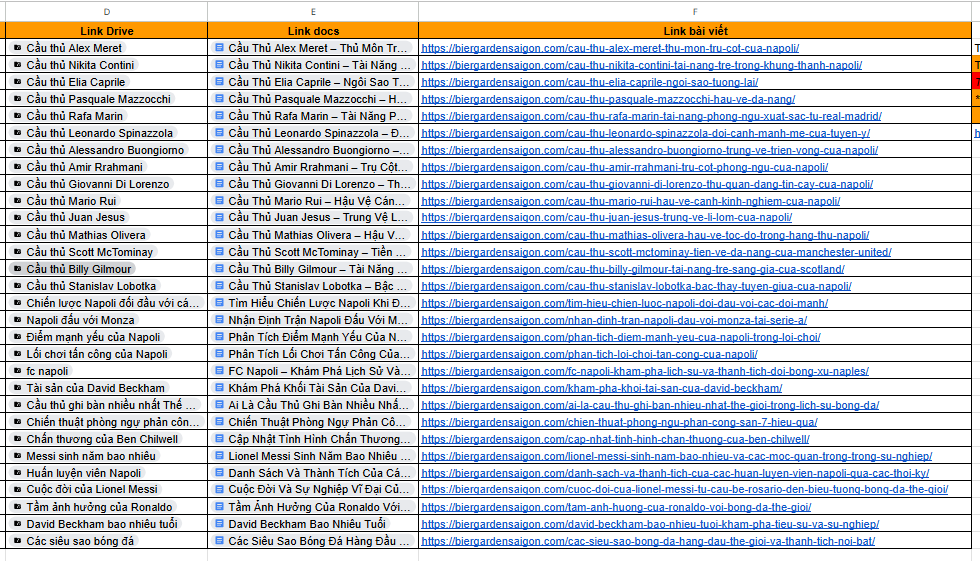 D E F
Link Drive Link docs Link bài viết
Cầu thủ Alex Meret Cầu Thủ Alex Meret – Thủ Môn Tr... https://biergardensaigon.com/cau-thu-alex-meret-thu-mon-tru-cot-cua-napoli/
Cầu thủ Nikita Contini Cầu Thủ Nikita Contini – Tài Năng ... https://biergardensaigon.com/cau-thu-nikita-contini-tai-nang-tre-trong-khung-thanh-napoli/
Cầu thủ Elia Caprile Cầu Thủ Elia Caprile – Ngôi Sao T... https://biergardensaigon.com/cau-thu-elia-caprile-ngoi-sao-tuong-lai/
Cầu thủ Pasquale Mazzocchi Cầu Thủ Pasquale Mazzocchi – H... https://biergardensaigon.com/cau-thu-pasquale-mazzocchi-hau-ve-da-nang/
Cầu thủ Rafa Marin Cầu Thủ Rafa Marin – Tài Năng P... https://biergardensaigon.com/cau-thu-rafa-marin-tai-nang-phong-ngu-xuat-sac-tu-real-madrid/
Cầu thủ Leonardo Spinazzola Cầu Thủ Leonardo Spinazzola – Đ... https://biergardensaigon.com/cau-thu-leonardo-spinazzola-doi-canh-manh-me-cua-tuyen-y/
Cầu thủ Alessandro Buongiorno Cầu Thủ Alessandro Buongiorno –... https://biergardensaigon.com/cau-thu-alessandro-buongiorno-trung-ve-trien-vong-cua-napoli/
Cầu thủ Amir Rrahmani Cầu Thủ Amir Rrahmani – Trụ Cột... https://biergardensaigon.com/cau-thu-amir-rrahmani-tru-cot-phong-ngu-cua-napoli/
Cầu thủ Giovanni Di Lorenzo Cầu Thủ Giovanni Di Lorenzo – Th... https://biergardensaigon.com/cau-thu-giovanni-di-lorenzo-thu-quan-dang-tin-cay-cua-napoli/
Cầu thủ Mario Rui Cầu Thủ Mario Rui – Hậu Vệ Cán... https://biergardensaigon.com/cau-thu-mario-rui-hau-ve-canh-kinh-nghiem-cua-napoli/
Cầu thủ Juan Jesus Cầu Thủ Juan Jesus – Trung Vệ L... https://biergardensaigon.com/cau-thu-juan-jesus-trung-ve-li-lom-cua-napoli/
Cầu thủ Mathias Olivera Cầu Thủ Mathias Olivera – Hậu V... https://biergardensaigon.com/cau-thu-mathias-olivera-hau-ve-toc-do-trong-hang-thu-napoli/
Cầu thủ Scott McTominay Cầu Thủ Scott McTominay – Tiền ... https://biergardensaigon.com/cau-thu-scott-mctominay-tien-ve-da-nang-cua-manchester-united/
Cầu thủ Billy Gilmour Cầu Thủ Billy Gilmour – Tài Năng ... https://biergardensaigon.com/cau-thu-billy-gilmour-tai-nang-tre-sang-gia-cua-scotland/
Cầu thủ Stanislav Lobotka Cầu Thủ Stanislav Lobotka – Bậc ... https://biergardensaigon.com/cau-thu-stanislav-lobotka-bac-thay-tuyen-giua-cua-napoli/
Chiến lược Napoli đối đầu với cá... Tìm Hiểu Chiến Lược Napoli Khi Đ... https://biergardensaigon.com/tim-hieu-chien-luoc-napoli-doi-dau-voi-cac-doi-manh/
Napoli đấu với Monza Nhận Định Trận Napoli Đấu Với M... https://biergardensaigon.com/nhan-dinh-tran-napoli-dau-voi-monza-tai-serie-a/
Điểm mạnh yếu của Napoli Phân Tích Điểm Mạnh Yếu Của N... https://biergardensaigon.com/phan-tich-diem-manh-yeu-cua-napoli-trong-loi-choi/
Lối chơi tấn công của Napoli Phân Tích Lối Chơi Tấn Công Của... https://biergardensaigon.com/phan-tich-loi-choi-tan-cong-cua-napoli/
fc napoli FC Napoli – Khám Phá Lịch Sử Và... https://biergardensaigon.com/fc-napoli-kham-pha-lich-su-va-thanh-tich-doi-bong-xu-naples/
Tài sản của David Beckham Khám Phá Khối Tài Sản Của Davi... https://biergardensaigon.com/kham-pha-khoi-tai-san-cua-david-beckham/
Cầu thủ ghi bàn nhiều nhất Thế ... Ai Là Cầu Thủ Ghi Bàn Nhiều Nhấ... https://biergardensaigon.com/ai-la-cau-thu-ghi-ban-nhieu-nhat-the-gioi-trong-lich-su-bong-da/
Chiến thuật phòng ngự phản côn... Chiến Thuật Phòng Ngự Phản Cô... https://biergardensaigon.com/chien-thuat-phong-ngu-phan-cong-san-7-hieu-qua/
Chấn thương của Ben Chilwell Cập Nhật Tình Hình Chấn Thương... https://biergardensaigon.com/cap-nhat-tinh-hinh-chan-thuong-cua-ben-chilwell/
Messi sinh năm bao nhiêu Lionel Messi Sinh Năm Bao Nhiêu ... https://biergardensaigon.com/lionel-messi-sinh-nam-bao-nhieu-va-cac-moc-quan-trong-trong-su-nghiep/
Huấn luyện viên Napoli Danh Sách Và Thành Tích Của Cá... https://biergardensaigon.com/danh-sach-va-thanh-tich-cua-cac-huan-luyen-vien-napoli-qua-cac-thoi-ky/
Cuộc đời của Lionel Messi Cuộc Đời Và Sự Nghiệp Vĩ Đại Củ... https://biergardensaigon.com/cuoc-doi-cua-lionel-messi-tu-cau-be-rosario-den-bieu-tuong-bong-da-the-gioi/
Tầm ảnh hưởng của Ronaldo Tầm Ảnh Hưởng Của Ronaldo Với... https://biergardensaigon.com/tam-anh-huong-cua-ronaldo-voi-bong-da-the-gioi/
David Beckham bao nhiêu tuổi David Beckham Bao Nhiêu Tuổi https://biergardensaigon.com/david-beckham-bao-nhieu-tuoi-kham-pha-tieu-su-va-su-nghiep/
Các siêu sao bóng đá Các Siêu Sao Bóng Đá Hàng Đầu ... https://biergardensaigon.com/cac-sieu-sao-bong-da-hang-dau-the-gioi-va-thanh-tich-noi-bat/